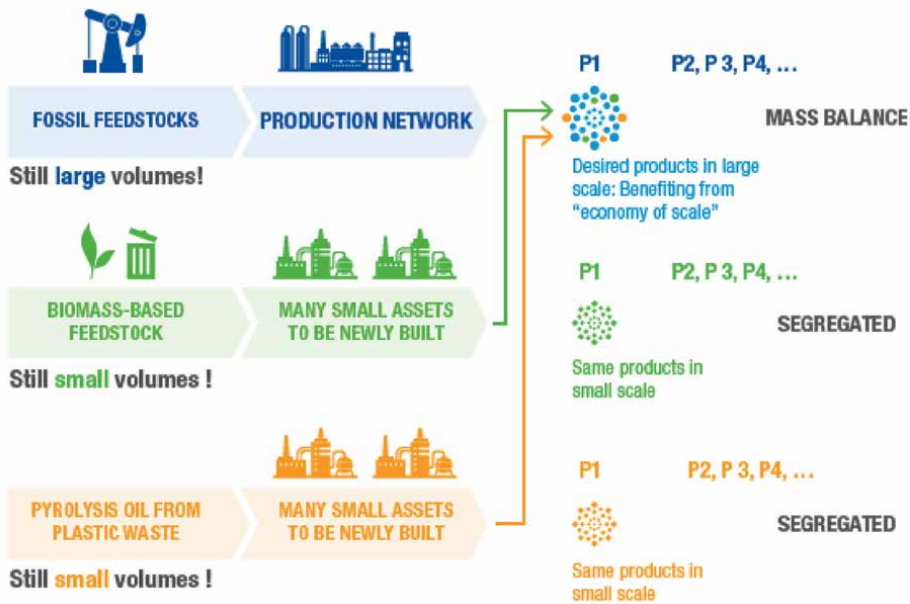 P1
P2, P 3, P4, ...
FOSSIL FEEDSTOCKS
PRODUCTION NETWORK
MASS BALANCE
Still large volumes!
Desired products in large
scale: Benefiting from
“economy of scale”
P1
P2, P 3, P4, ...
BIOMASS-BASED
FEEDSTOCK
MANY SMALL ASSETS
TO BE NEWLY BUILT
SEGREGATED
Still small volumes !
Same products in
small scale
P1
P2, P 3, P4, ...
PYROLYSIS OIL FROM
PLASTIC WASTE
MANY SMALL ASSETS
TO BE NEWLY BUILT
SEGREGATED
Still small volumes !
Same products in
small scale